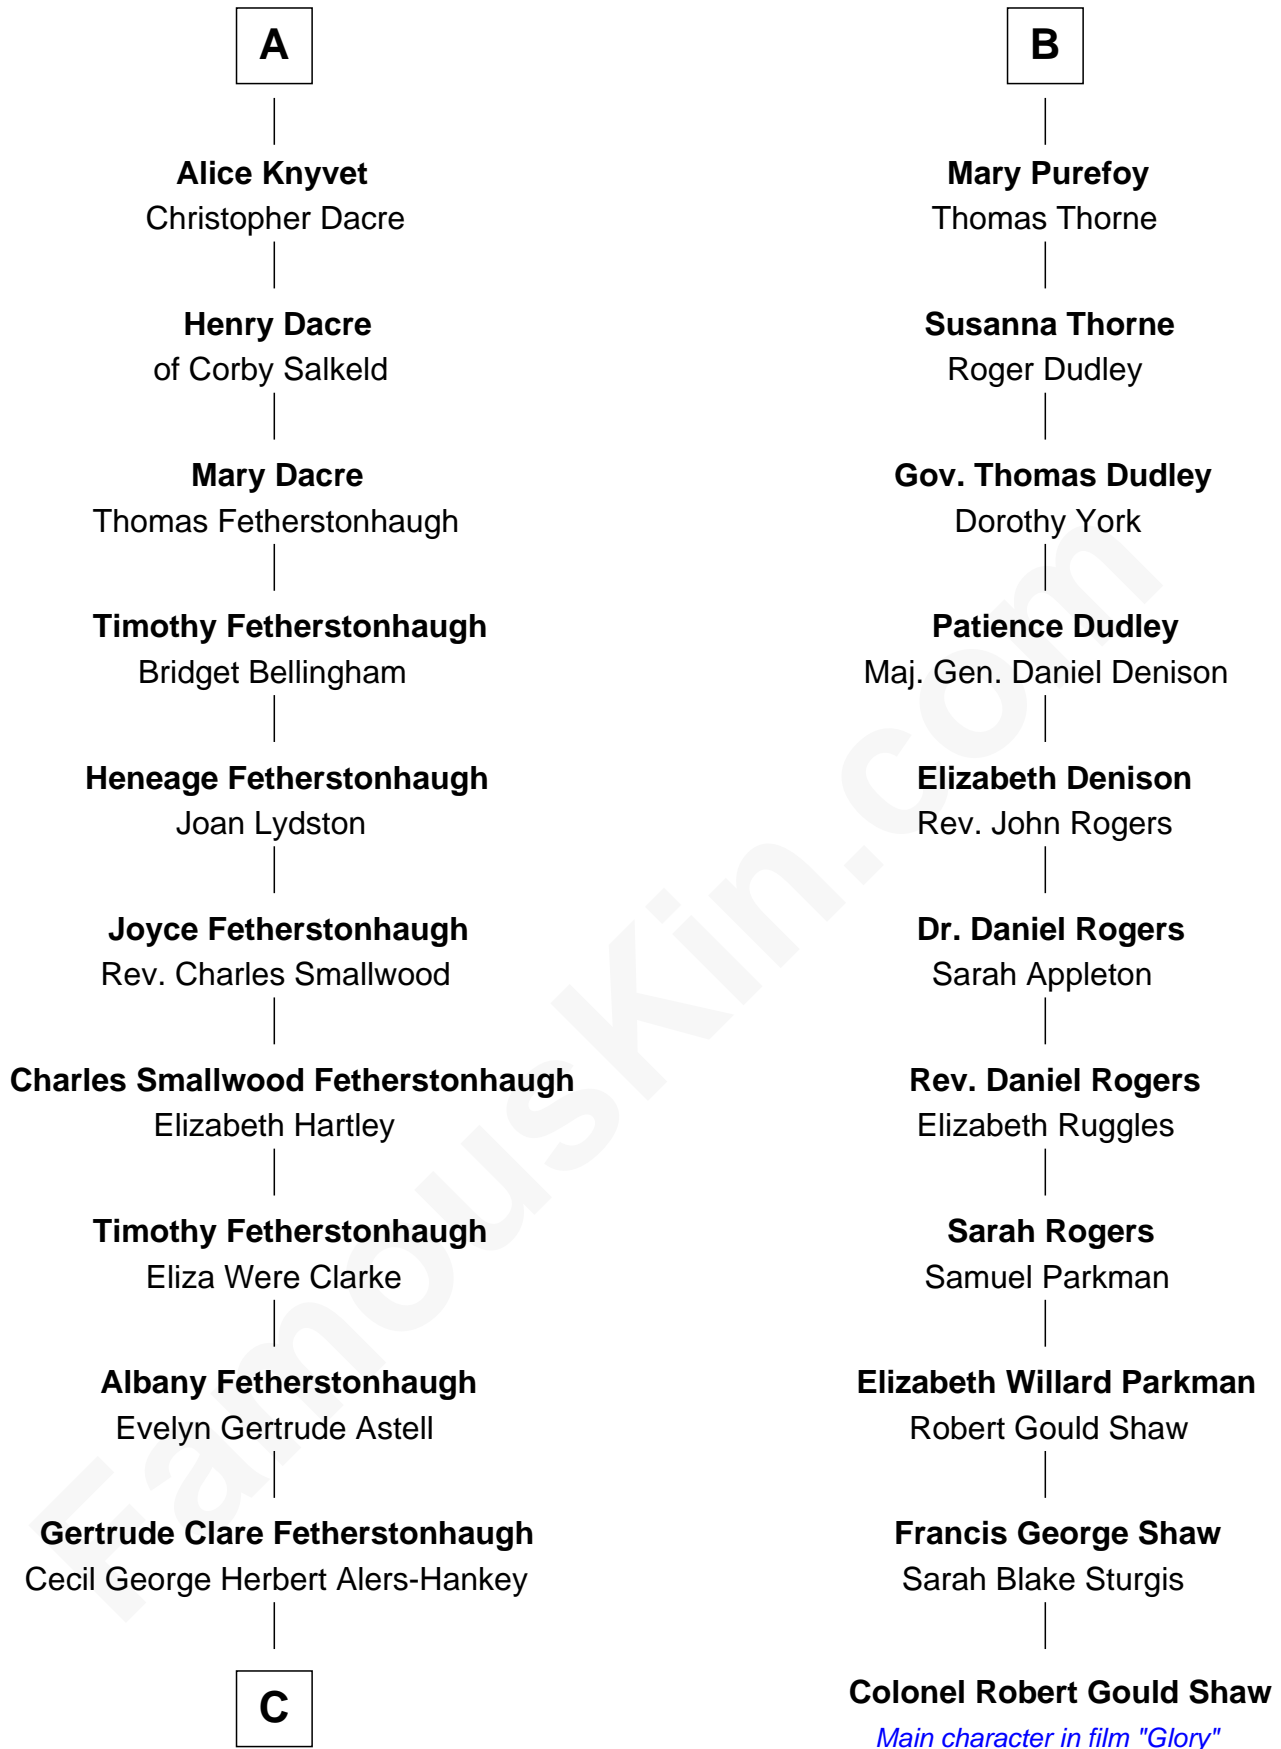 A
Alice Knyvet
Christopher Dacre
Henry Dacre
of Corby Salkeld
Mary Dacre
Thomas Fetherstonhaugh
Timothy Fetherstonhaugh
Bridget Bellingham
Heneage Fetherstonhaugh
Joan Lydston
Joyce Fetherstonhaugh
Rev. Charles Smallwood
Charles Smallwood Fetherstonhaugh
Elizabeth Hartley
Timothy Fetherstonhaugh
Eliza Were Clarke
Albany Fetherstonhaugh
Evelyn Gertrude Astell
Gertrude Clare Fetherstonhaugh
Cecil George Herbert Alers-Hankey
C
B
Mary Purefoy
Thomas Thorne
Susanna Thorne
Roger Dudley
Gov. Thomas Dudley
Dorothy York
Patience Dudley
Maj. Gen. Daniel Denison
Elizabeth Denison
Rev. John Rogers
Dr. Daniel Rogers
Sarah Appleton
Rev. Daniel Rogers
Elizabeth Ruggles
Sarah Rogers
Samuel Parkman
Elizabeth Willard Parkman
Robert Gould Shaw
Francis George Shaw
Sarah Blake Sturgis
Colonel Robert Gould Shaw
Main character in film "Glory"
FamousKin.com